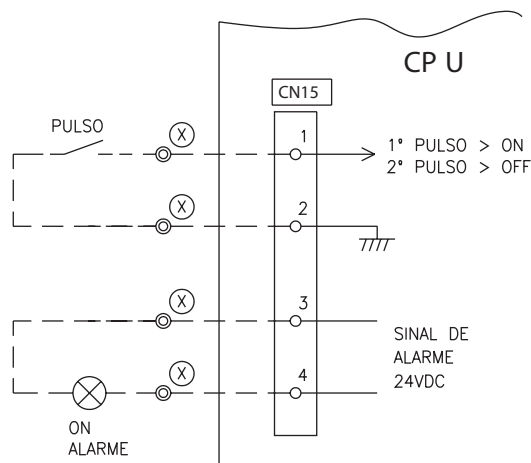 CP U
CN15
PULSO
X
1
1° PULSO > ON
2° PULSO > OFF
X
2
X
3
SINAL DE
ALARME
24VDC
X
4
ON
ALARME